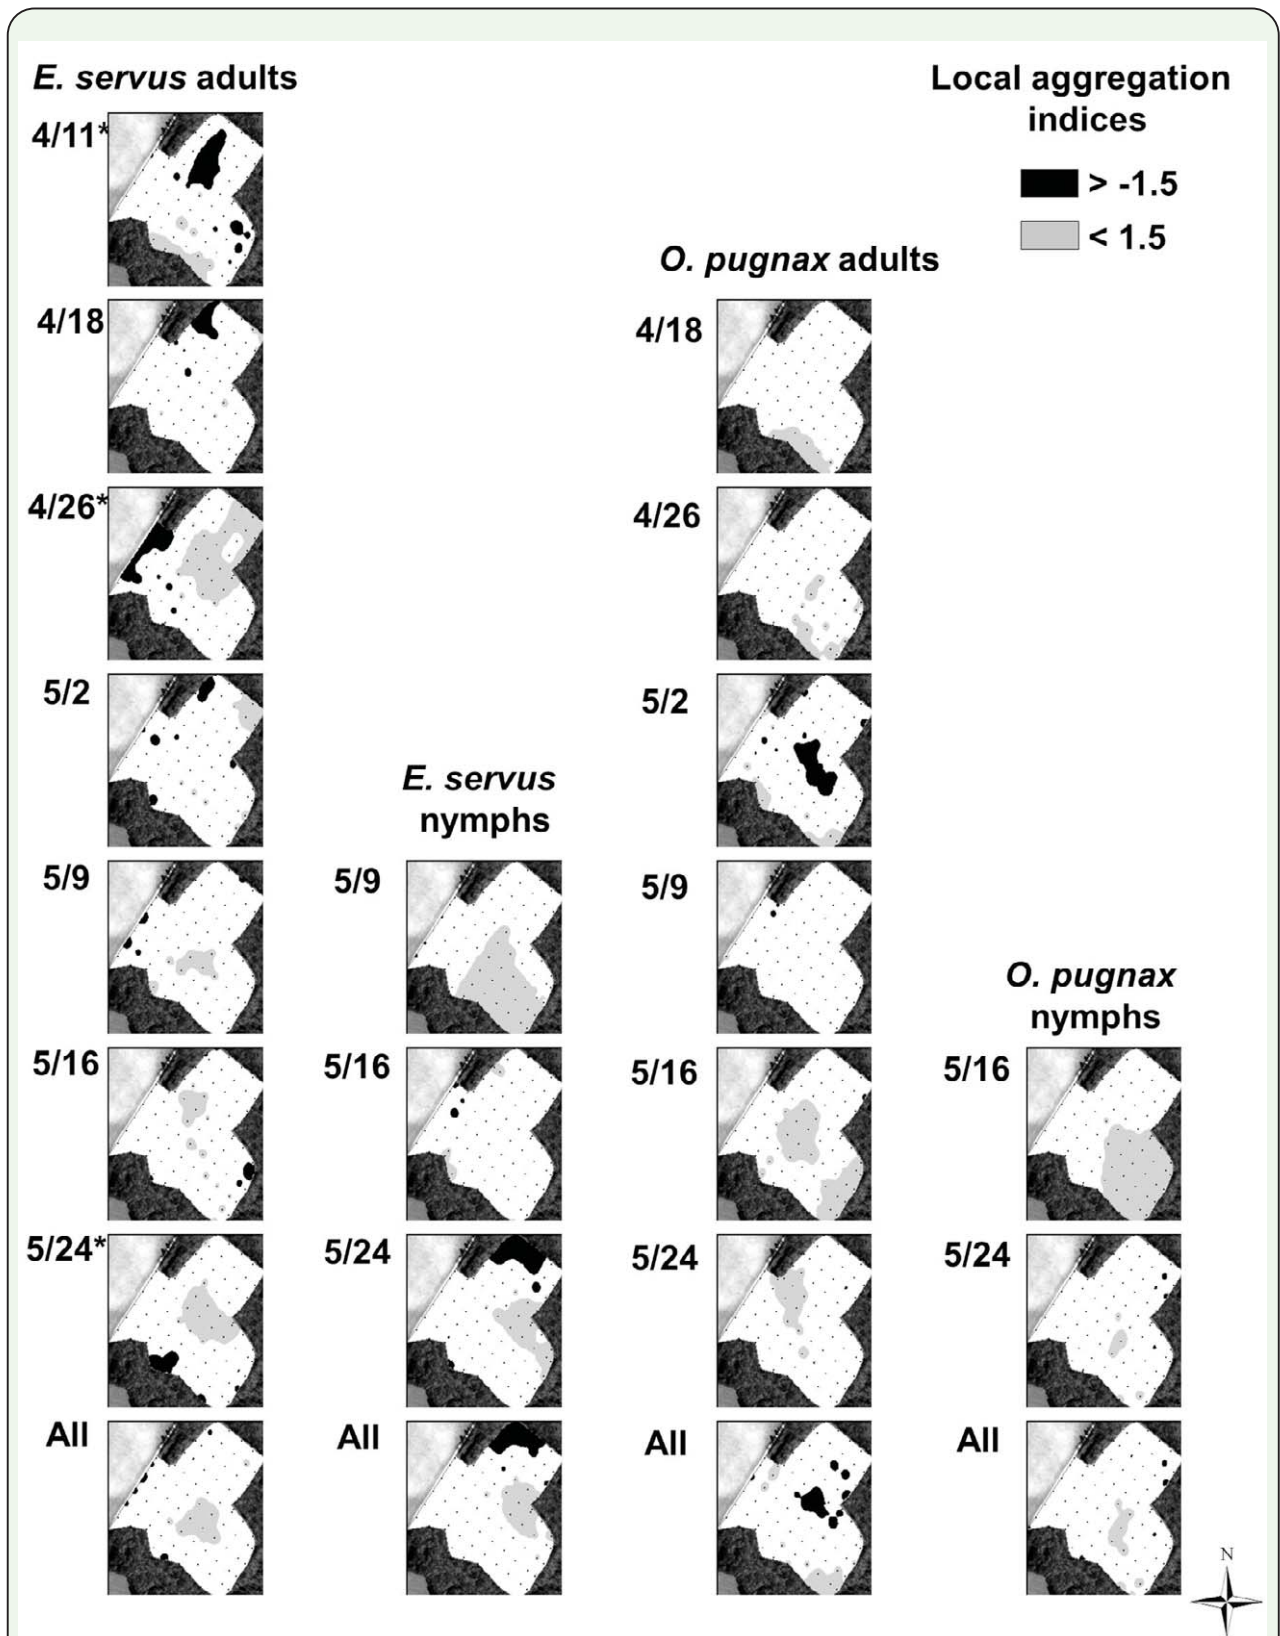 E. servus adults
4/11*
4/18
4/26*
5/2
5/9
5/16
5/24*
All
E. servus
nymphs
5/9
5/16
5/24
All
O. pugnax adults
4/18
4/26
5/2
5/9
5/16
5/24
All
O. pugnax
nymphs
5/16
5/24
All
Local aggregation
indices
> -1.5
< 1.5
N